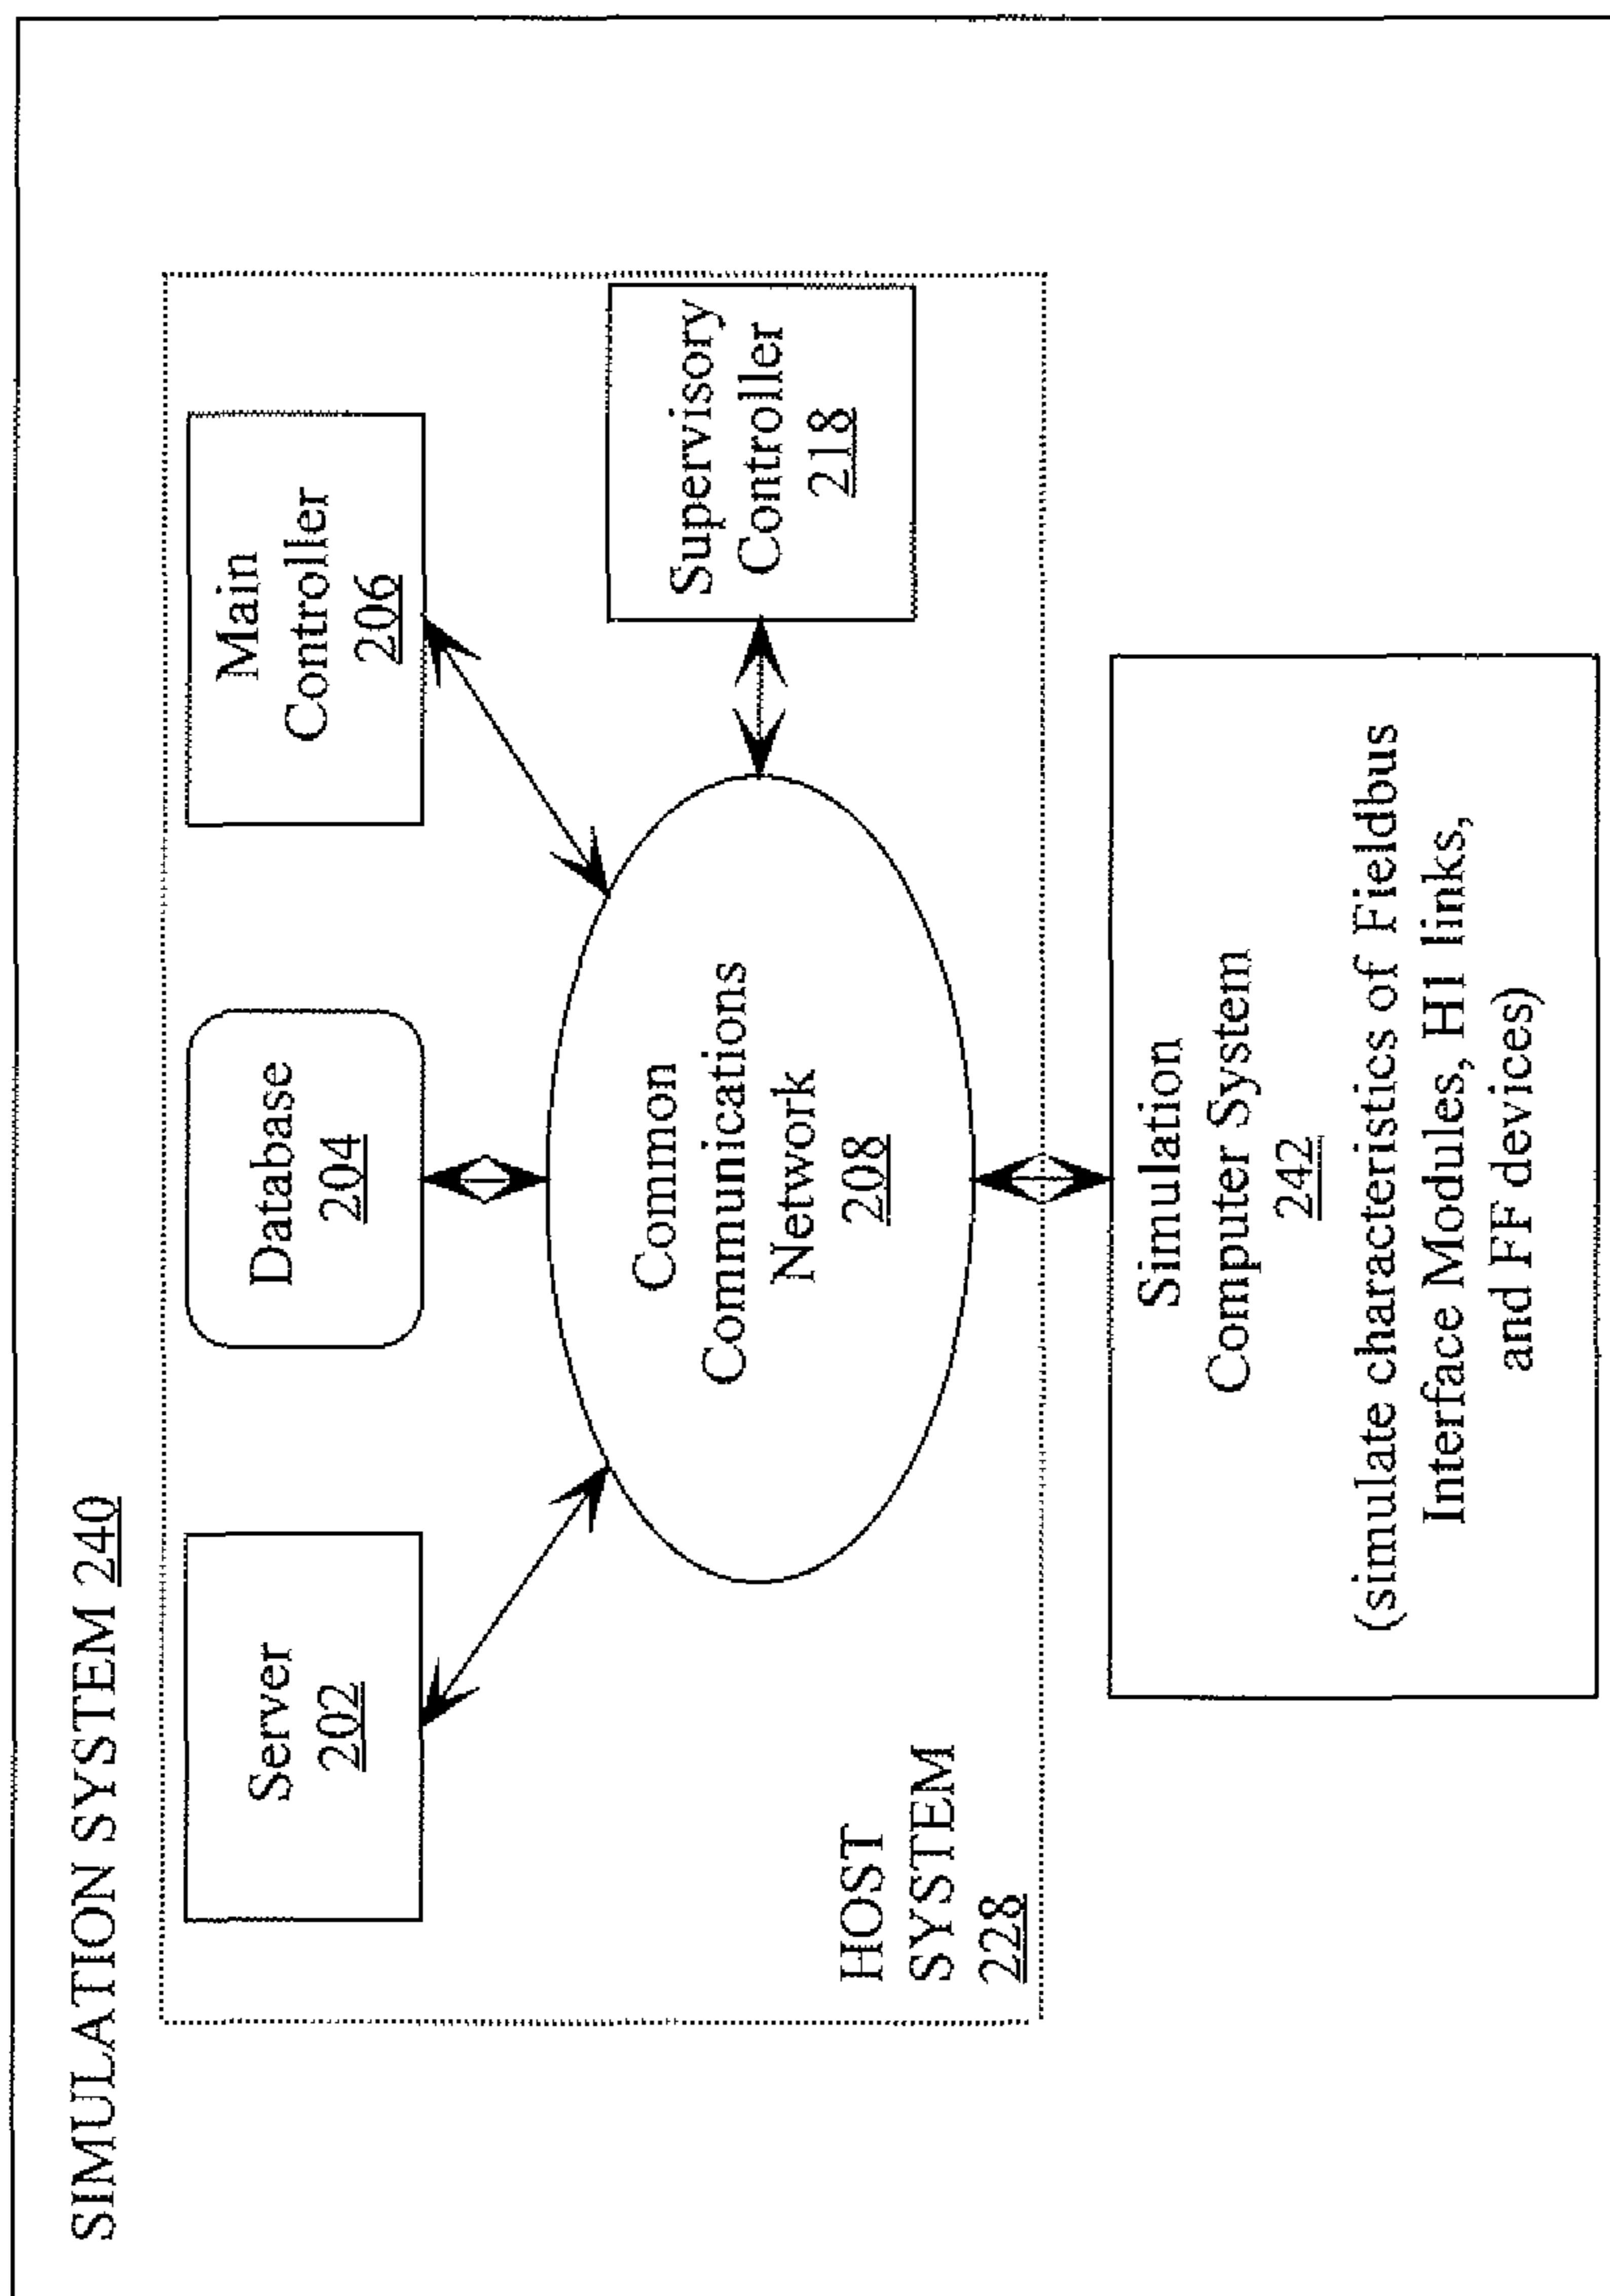 SIMULATION SYSTEM 240
Server
202
Database
204
Main
Controller
206
Common
Communications
Network
208
Supervisory
Controller
218
HOST
SYSTEM
228
Simulation
Computer System
242
(simulate characteristics of Fieldbus
Interface Modules, H1 links,
and FF devices)